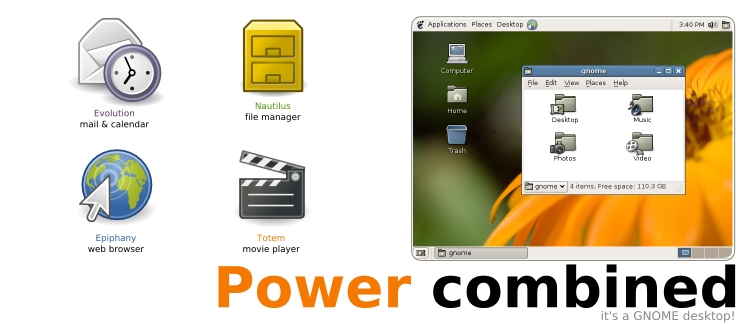 Evolution
mail & calendar
Nautilus
file manager
Epiphany
web browser
Totem
movie player
Applications Places Desktop
3:40 PM
Computer
Home
Trash
gnome
File Edit View Places Help
Desktop
Music
Photos
Video
gnome
4 items, Free space: 110.3 GB
gnome
Power combined
it's a GNOME desktop!